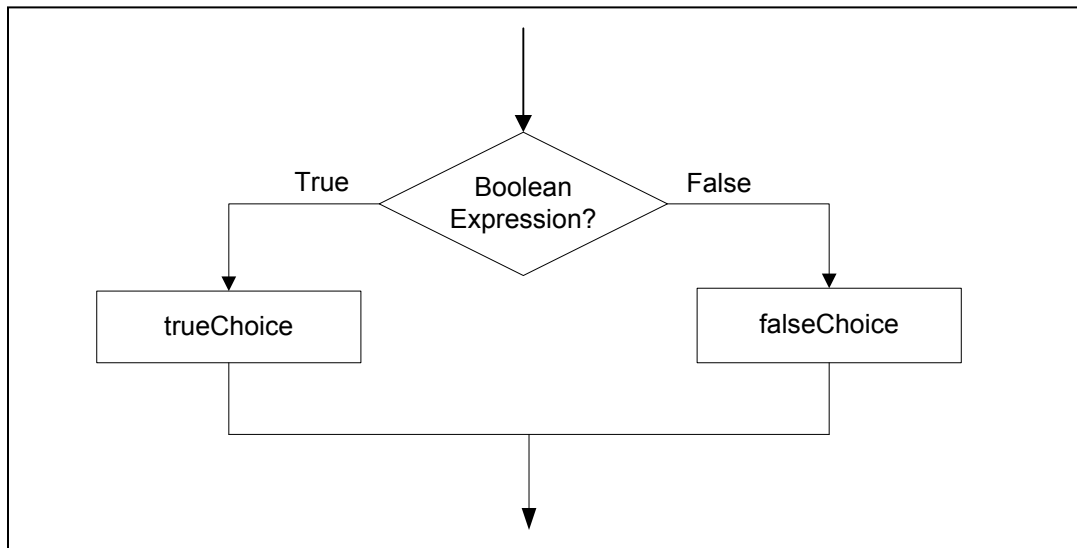 True
Boolean
Expression?
False
trueChoice
falseChoice